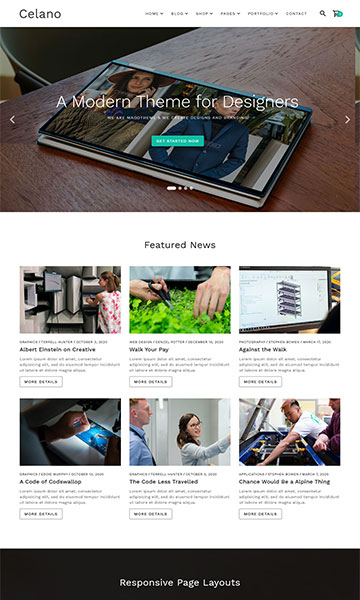 Celano
HOME BLOG SHOP PAGES PORTFOLIO CONTACT
A Modern Theme for Designers
WE ARE MAGOTHEME & WE CREATE DESIGNS AND BRANDING
GET STARTED NOW
Featured News
GRAPHICS / TERRELL HUNTER / OCTOBER 3, 2020
Albert Einstein on Creative
Lorem ipsum dolor sit amet, consetetur
adipiscing elit, sed do eiusmod tempor incididunt
ut labore et dolore magna aliqua.
MORE DETAILS
WEB DESIGN / DENZEL POTTER / DECEMBER 10, 2020
Walk Your Pay
Lorem ipsum dolor sit amet, consetetur
adipiscing elit, sed do eiusmod tempor incididunt
ut labore et dolore magna aliqua.
MORE DETAILS
PHOTOGRAPHY / STEPHEN BOWEN / MARCH 17, 2020
Against the Walk
Lorem ipsum dolor sit amet, consetetur
adipiscing elit, sed do eiusmod tempor incididunt
ut labore et dolore magna aliqua.
MORE DETAILS
GRAPHICS / EDDIE MURPHY / OCTOBER 10, 2020
A Code of Codswallop
Lorem ipsum dolor sit amet, consetetur
adipiscing elit, sed do eiusmod tempor incididunt
ut labore et dolore magna aliqua.
MORE DETAILS
GRAPHICS / TERRELL HUNTER / OCTOBER 3, 2020
The Code Less Travelled
Lorem ipsum dolor sit amet, consetetur
adipiscing elit, sed do eiusmod tempor incididunt
ut labore et dolore magna aliqua.
MORE DETAILS
APPLICATIONS / STEPHEN BOWEN / MARCH 7, 2020
Chance Would Be a Alpine Thing
Lorem ipsum dolor sit amet, consetetur
adipiscing elit, sed do eiusmod tempor incididunt
ut labore et dolore magna aliqua.
MORE DETAILS
Responsive Page Layouts